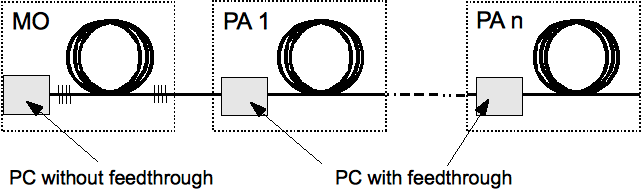 MO
PA 1
PA n
PC without feedthrough
PC with feedthrough